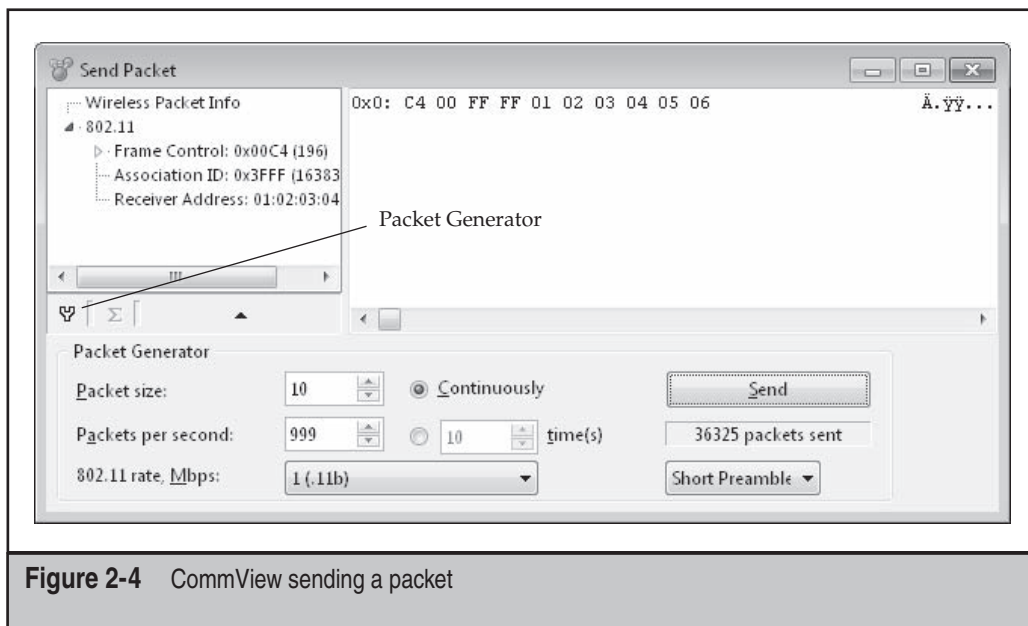 Send Packet
Wireless Packet Info
802.11
Frame Control: 0x00C4 (196)
Association ID: 0x3FFF (16383
Receiver Address: 01:02:03:04
0x0: C4 00 FF FF 01 02 03 04 05 06 Ä.ÿÿ...
Packet Generator
Σ
Packet Generator
Packet size: 10 Continuously Send
Packets per second: 999 10 time(s) 36325 packets sent
802.11 rate, Mbps: 1 (.11b) Short Preamble
Figure 2-4 CommView sending a packet